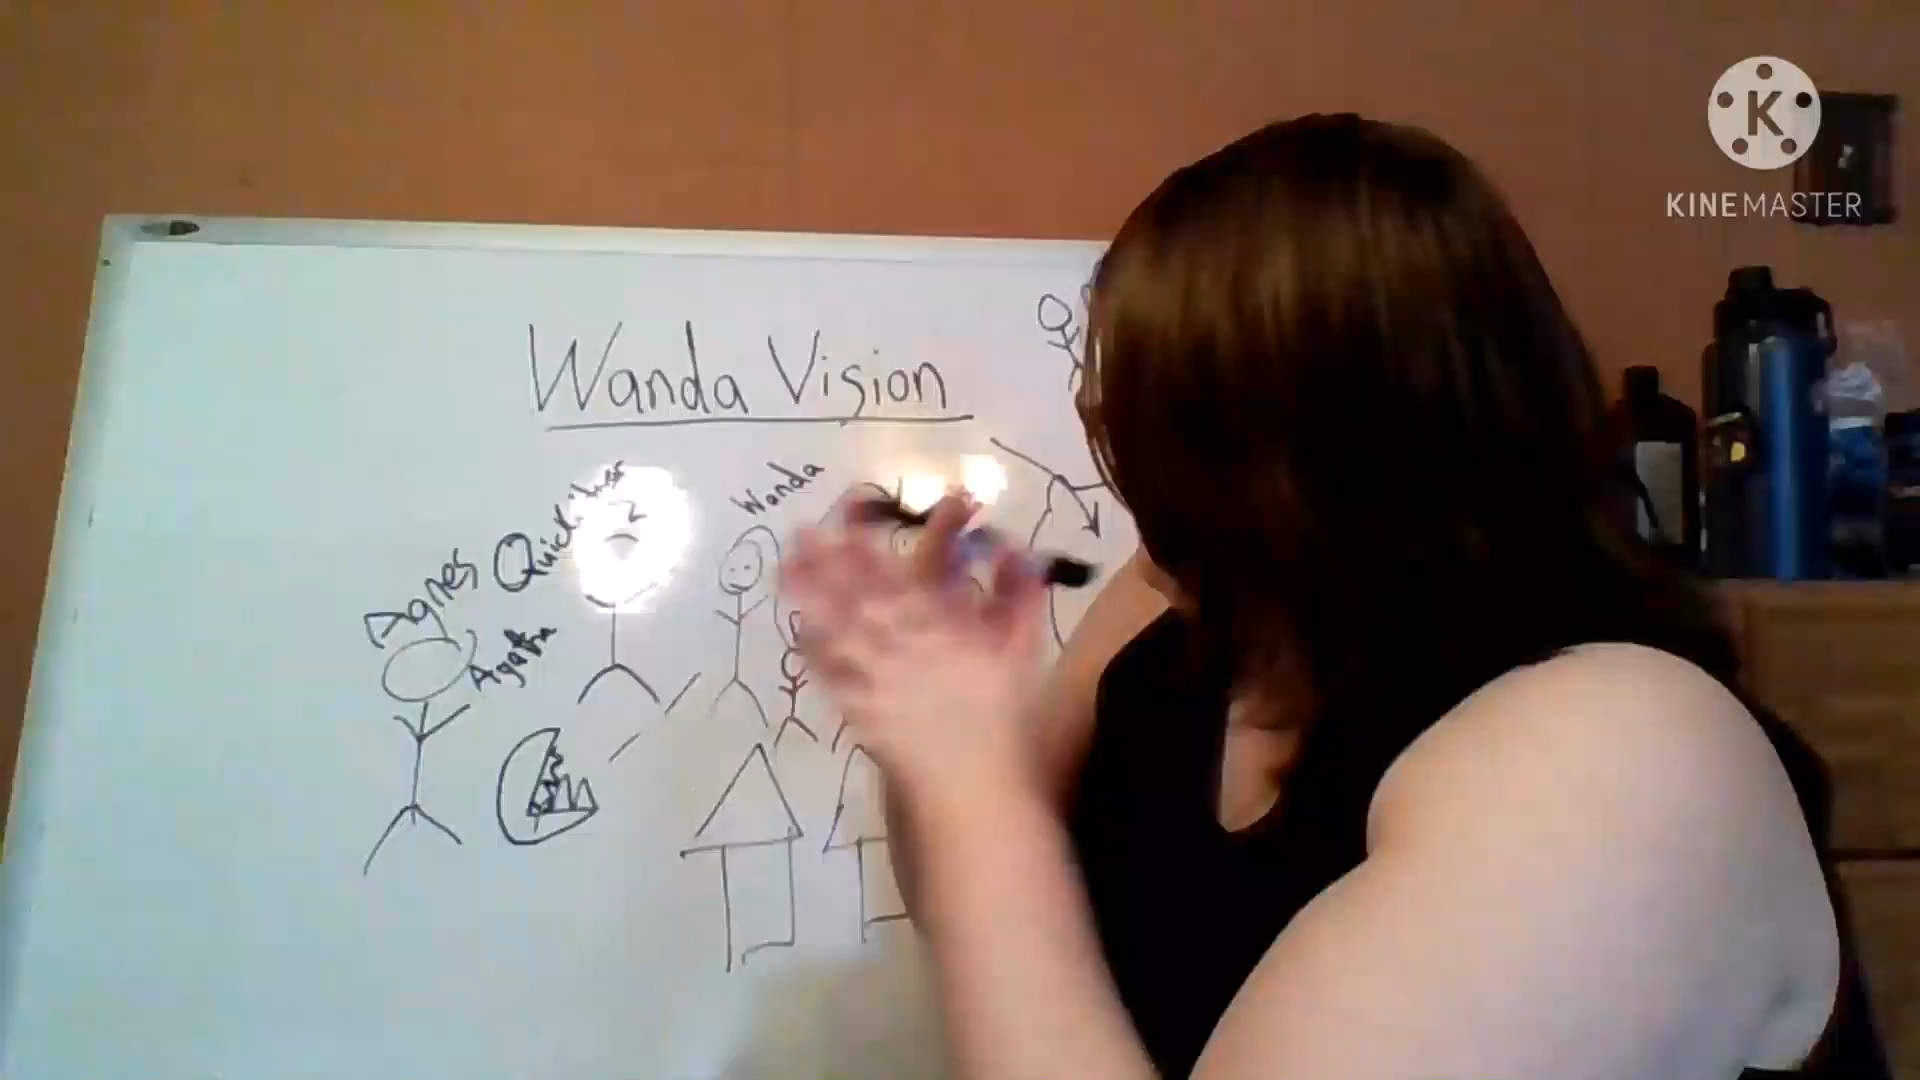 K
KINEMASTER
Wanda Vision
Wanda
Quicksilver
Agnes
Agatha